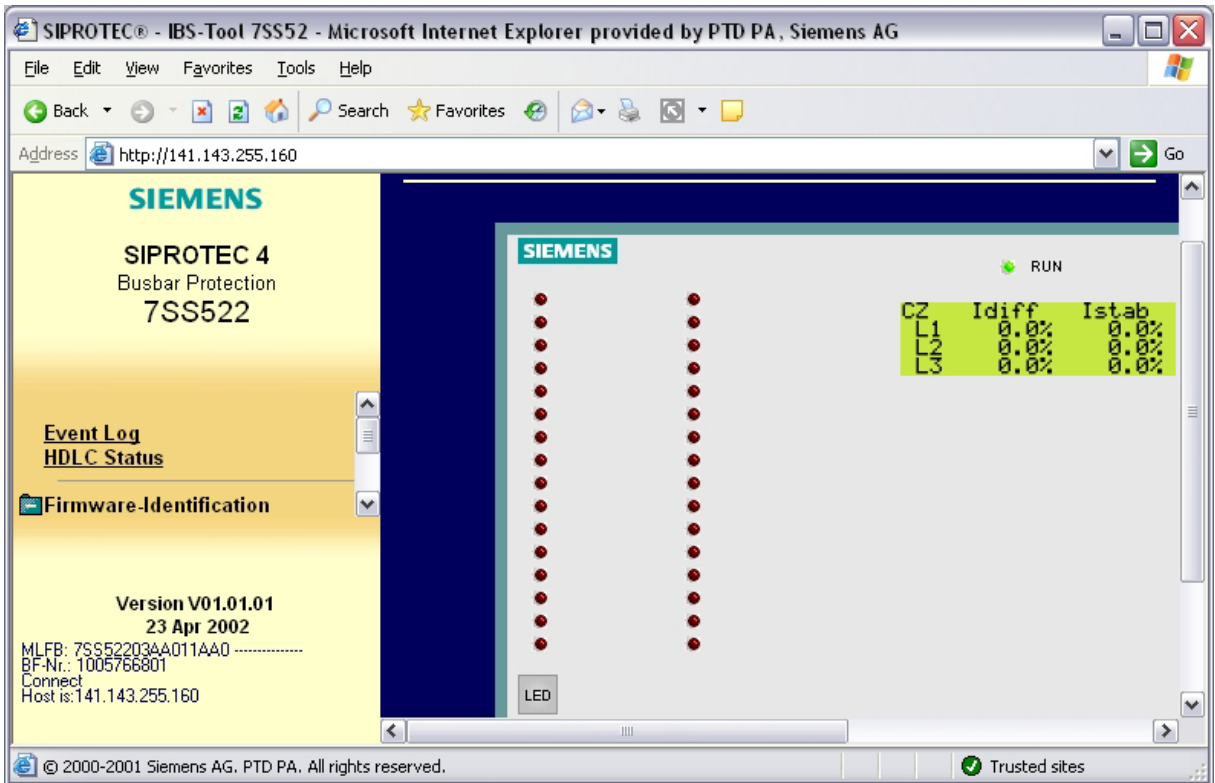 SIPROTEC® - IBS-Tool 7SS52 - Microsoft Internet Explorer provided by PTD PA, Siemens AG
File Edit View Favorites Tools Help
Back Search Favorites
Address http://141.143.255.160 Go
SIEMENS
SIPROTEC 4
Busbar Protection
7SS522
Event Log
HDLC Status
Firmware-Identification
Version V01.01.01
23 Apr 2002
MLFB: 7SS52203AA011AA0 --------------
BF-Nr.: 1005766801
Connect
Host is:141.143.255.160
SIEMENS
RUN
CZ Idiff Istab
L1 0.0% 0.0%
L2 0.0% 0.0%
L3 0.0% 0.0%
LED
© 2000-2001 Siemens AG. PTD PA. All rights reserved. Trusted sites